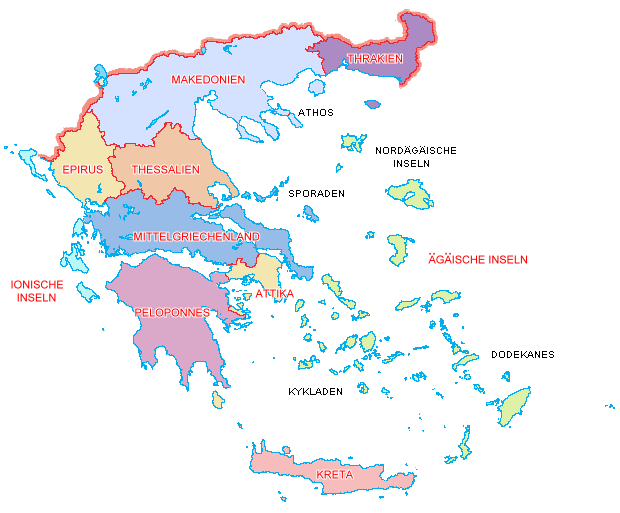 THRAKIEN
MAKEDONIEN
ATHOS
NORDÄGÄISCHE
INSELN
EPIRUS
THESSALIEN
SPORADEN
MITTELGRIECHENLAND
ÄGÄISCHE INSELN
IONISCHE
INSELN
ATTIKA
PELOPONNES
DODEKANES
KYKLADEN
KRETA